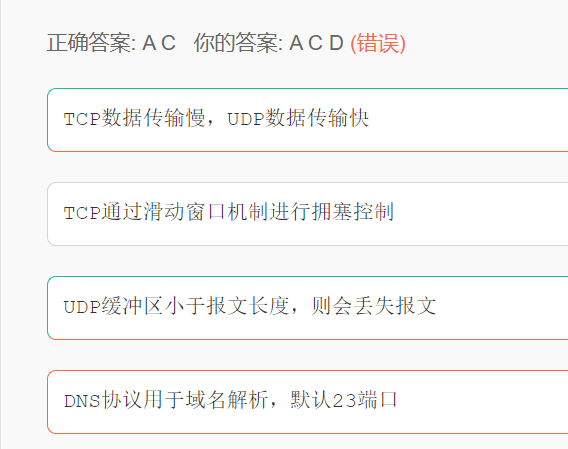 正确答案: A C 你的答案: A C D (错误)
TCP数据传输慢，UDP数据传输快
TCP通过滑动窗口机制进行拥塞控制
UDP缓冲区小于报文长度，则会丢失报文
DNS协议用于域名解析，默认23端口